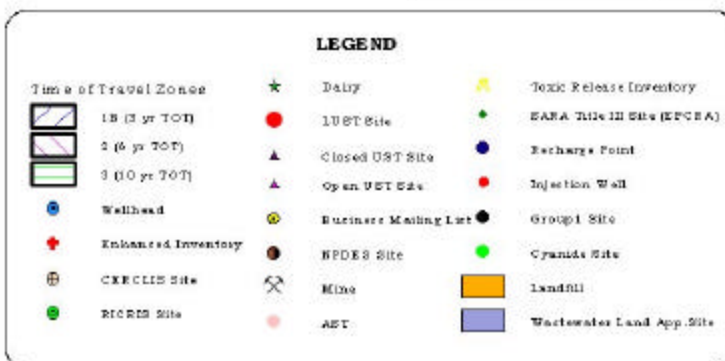 LEGEND
Time of Travel Zones
1B (3 yr TOT)
2 (6 yr TOT)
3 (10 yr TOT)
Wellhead
Enhanced Inventory
CERCLIS Site
RICRIS Site
Dairy
LUST Site
Closed UST Site
Open UST Site
Business Mailing List
NPDES Site
Mine
AST
Toxic Release Inventory
SARA Title III Site (EPCRA)
Recharge Point
Injection Well
Group1 Site
Cyanide Site
Landfill
Wastewater Land App. Site